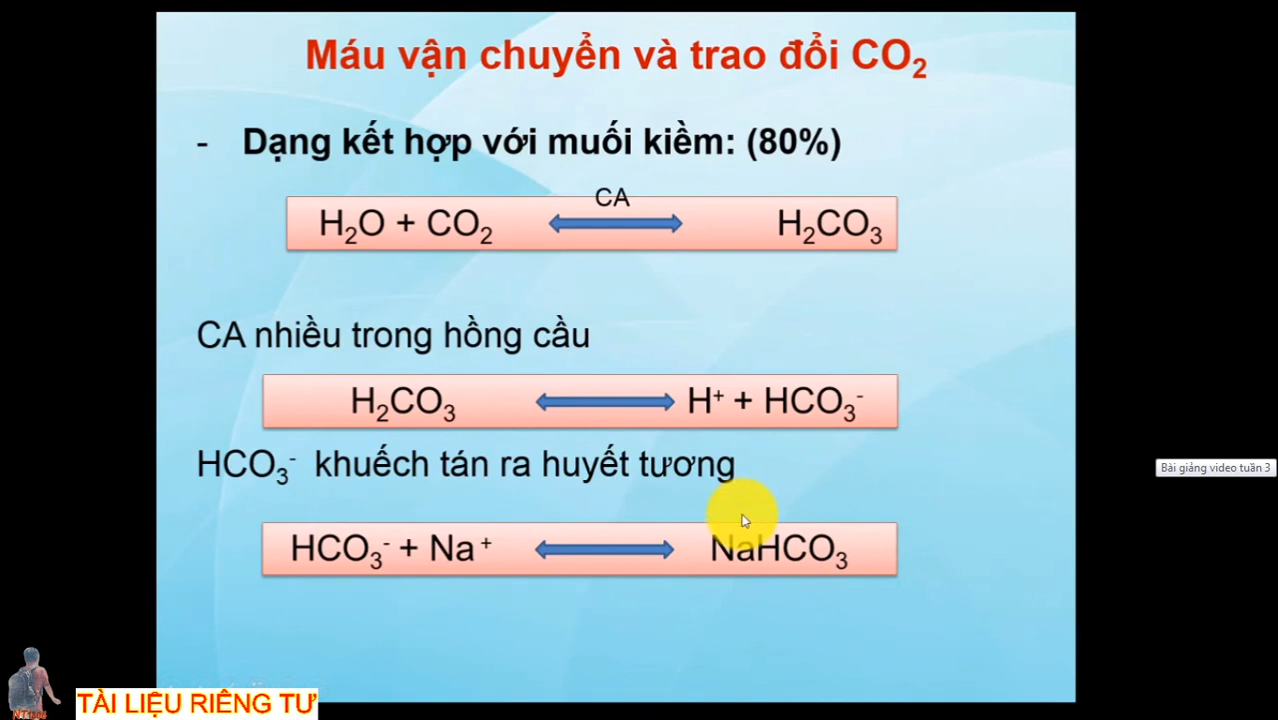 Máu vận chuyển và trao đổi CO₂
- Dạng kết hợp với muối kiềm: (80%)
CA
H₂O + CO₂ H₂CO₃
CA nhiều trong hồng cầu
H₂CO₃ H⁺ + HCO₃⁻
HCO₃⁻ khuếch tán ra huyết tương
Bài giảng video tuần 3
HCO₃⁻ + Na⁺ NaHCO₃
TÀI LIỆU RIÊNG TƯ